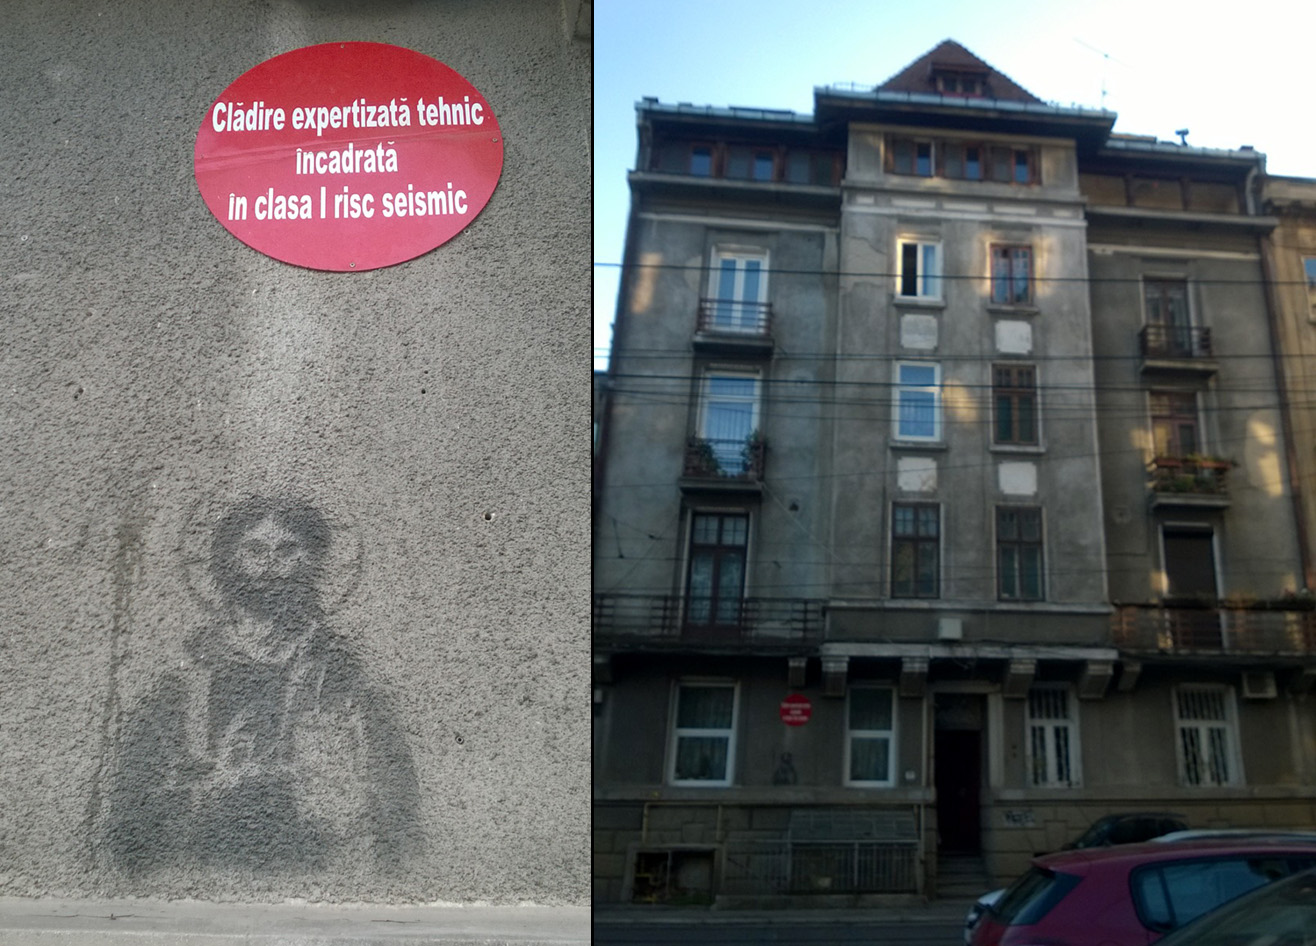 Clădire expertizată tehnic
încadrată
în clasa I risc seismic